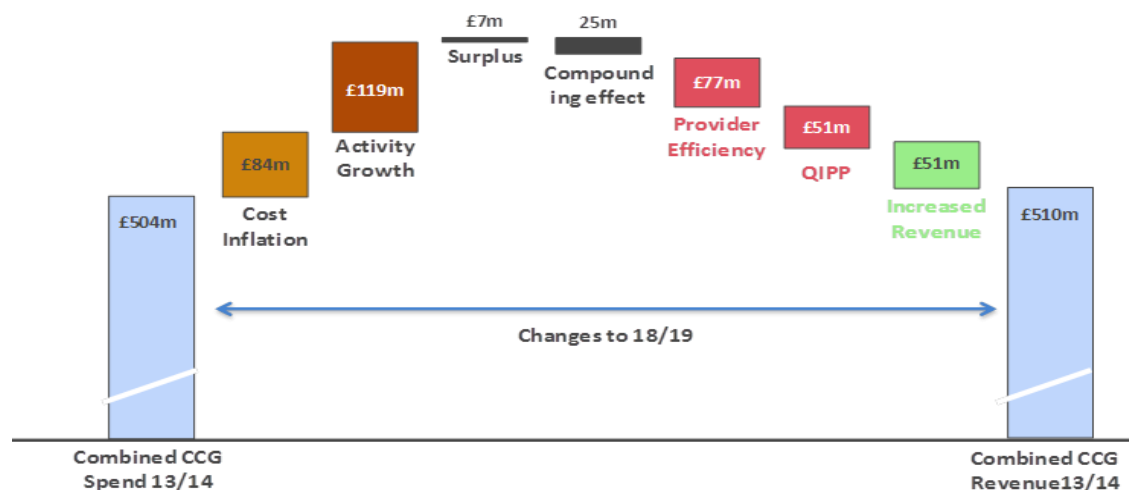 £7m
Surplus
25m
Compound
ing effect
£119m
Activity
Growth
£77m
Provider
Efficiency
£84m
Cost
Inflation
£51m
QIPP
£51m
Increased
Revenue
£504m
£510m
Changes to 18/19
Combined CCG
Spend 13/14
Combined CCG
Revenue13/14